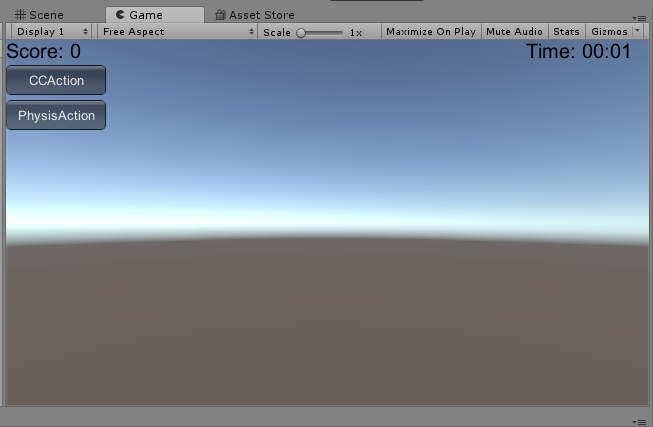 Scene Game Asset Store
Display 1 Free Aspect Scale 1x Maximize On Play Mute Audio Stats Gizmos
Score: 0 Time: 00:01
CCAction
PhysisAction